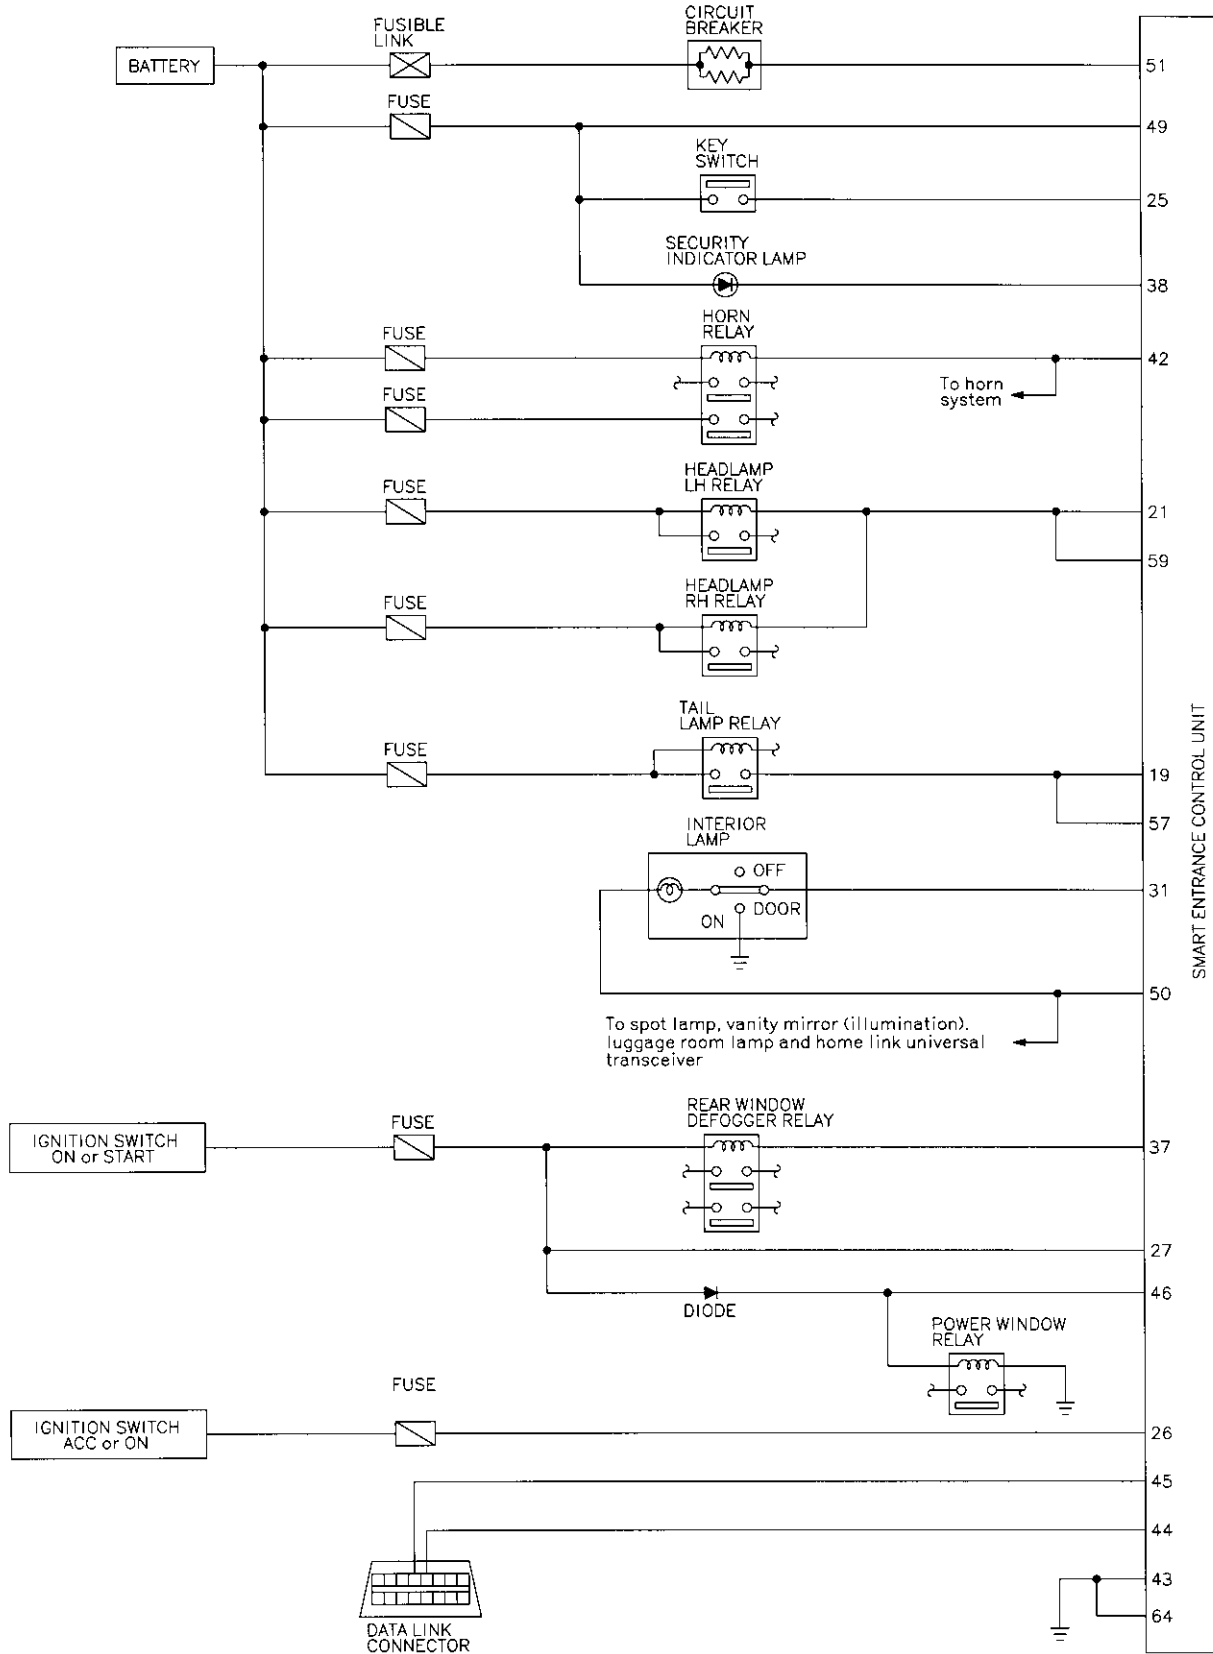 CIRCUIT
BREAKER
FUSIBLE
LINK
BATTERY
51
FUSE
49
KEY
SWITCH
25
SECURITY
INDICATOR LAMP
38
HORN
RELAY
FUSE
42
To horn
system
FUSE
HEADLAMP
LH RELAY
FUSE
21
59
HEADLAMP
RH RELAY
FUSE
TAIL
LAMP RELAY
FUSE
19
57
SMART ENTRANCE CONTROL UNIT
INTERIOR
LAMP
OFF
31
DOOR
ON
50
To spot lamp, vanity mirror (illumination).
luggage room lamp and home link universal
transceiver
REAR WINDOW
DEFOGGER RELAY
FUSE
IGNITION SWITCH
ON or START
37
27
46
DIODE
POWER WINDOW
RELAY
FUSE
IGNITION SWITCH
ACC or ON
26
45
44
43
64
DATA LINK
CONNECTOR